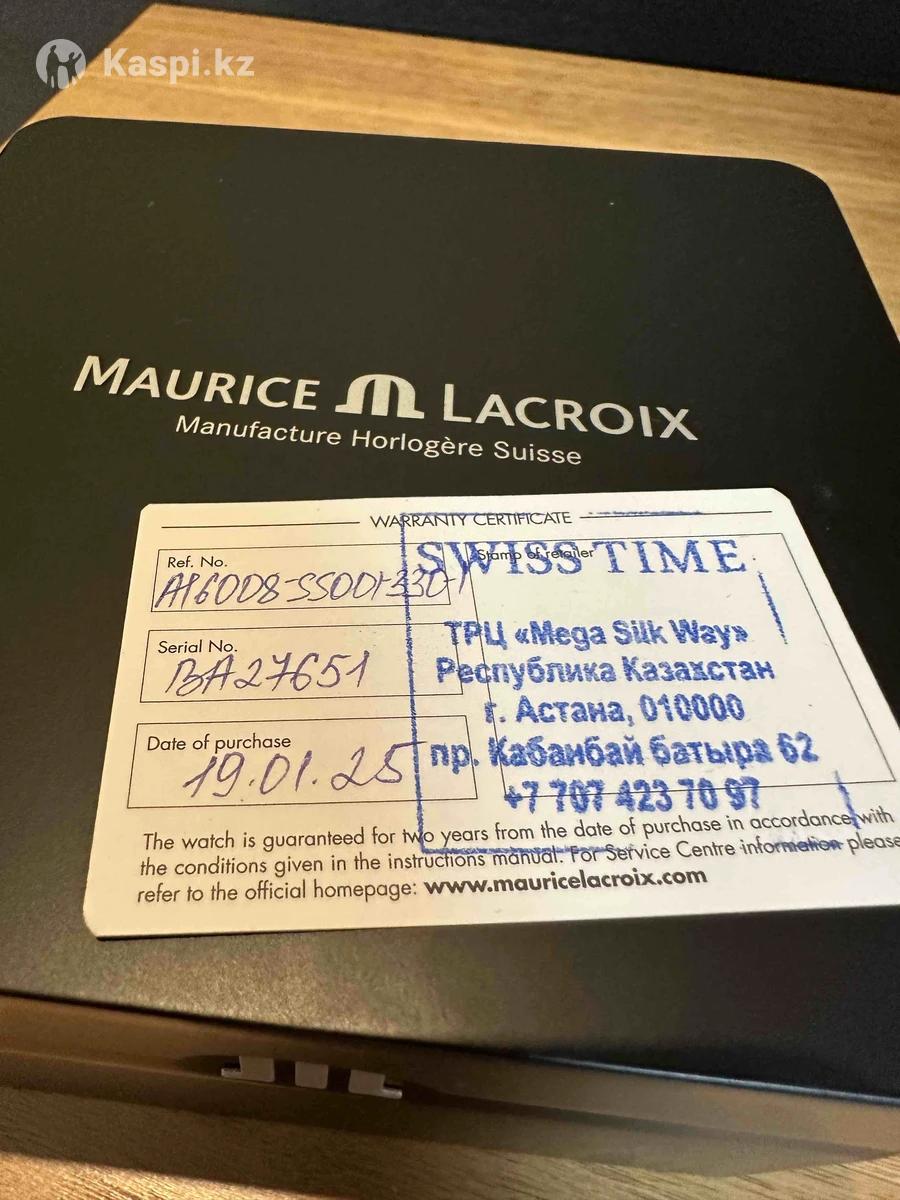 Kaspi.kz
MAURICE LACROIX
Manufacture Horlogère Suisse
WARRANTY CERTIFICATE
Ref. No.
AI6008-SS001-330-1
Stamp of retailer
SWISS TIME
ТРЦ «Mega Silk Way»
Республика Казахстан
г. Астана, 010000
пр. Кабанбай батыра 62
+7 707 423 70 97
Serial No.
BA27651
Date of purchase
19.01.25
The watch is guaranteed for two years from the date of purchase in accordance with
the conditions given in the instructions manual. For Service Centre information please
refer to the official homepage: www.mauricelacroix.com